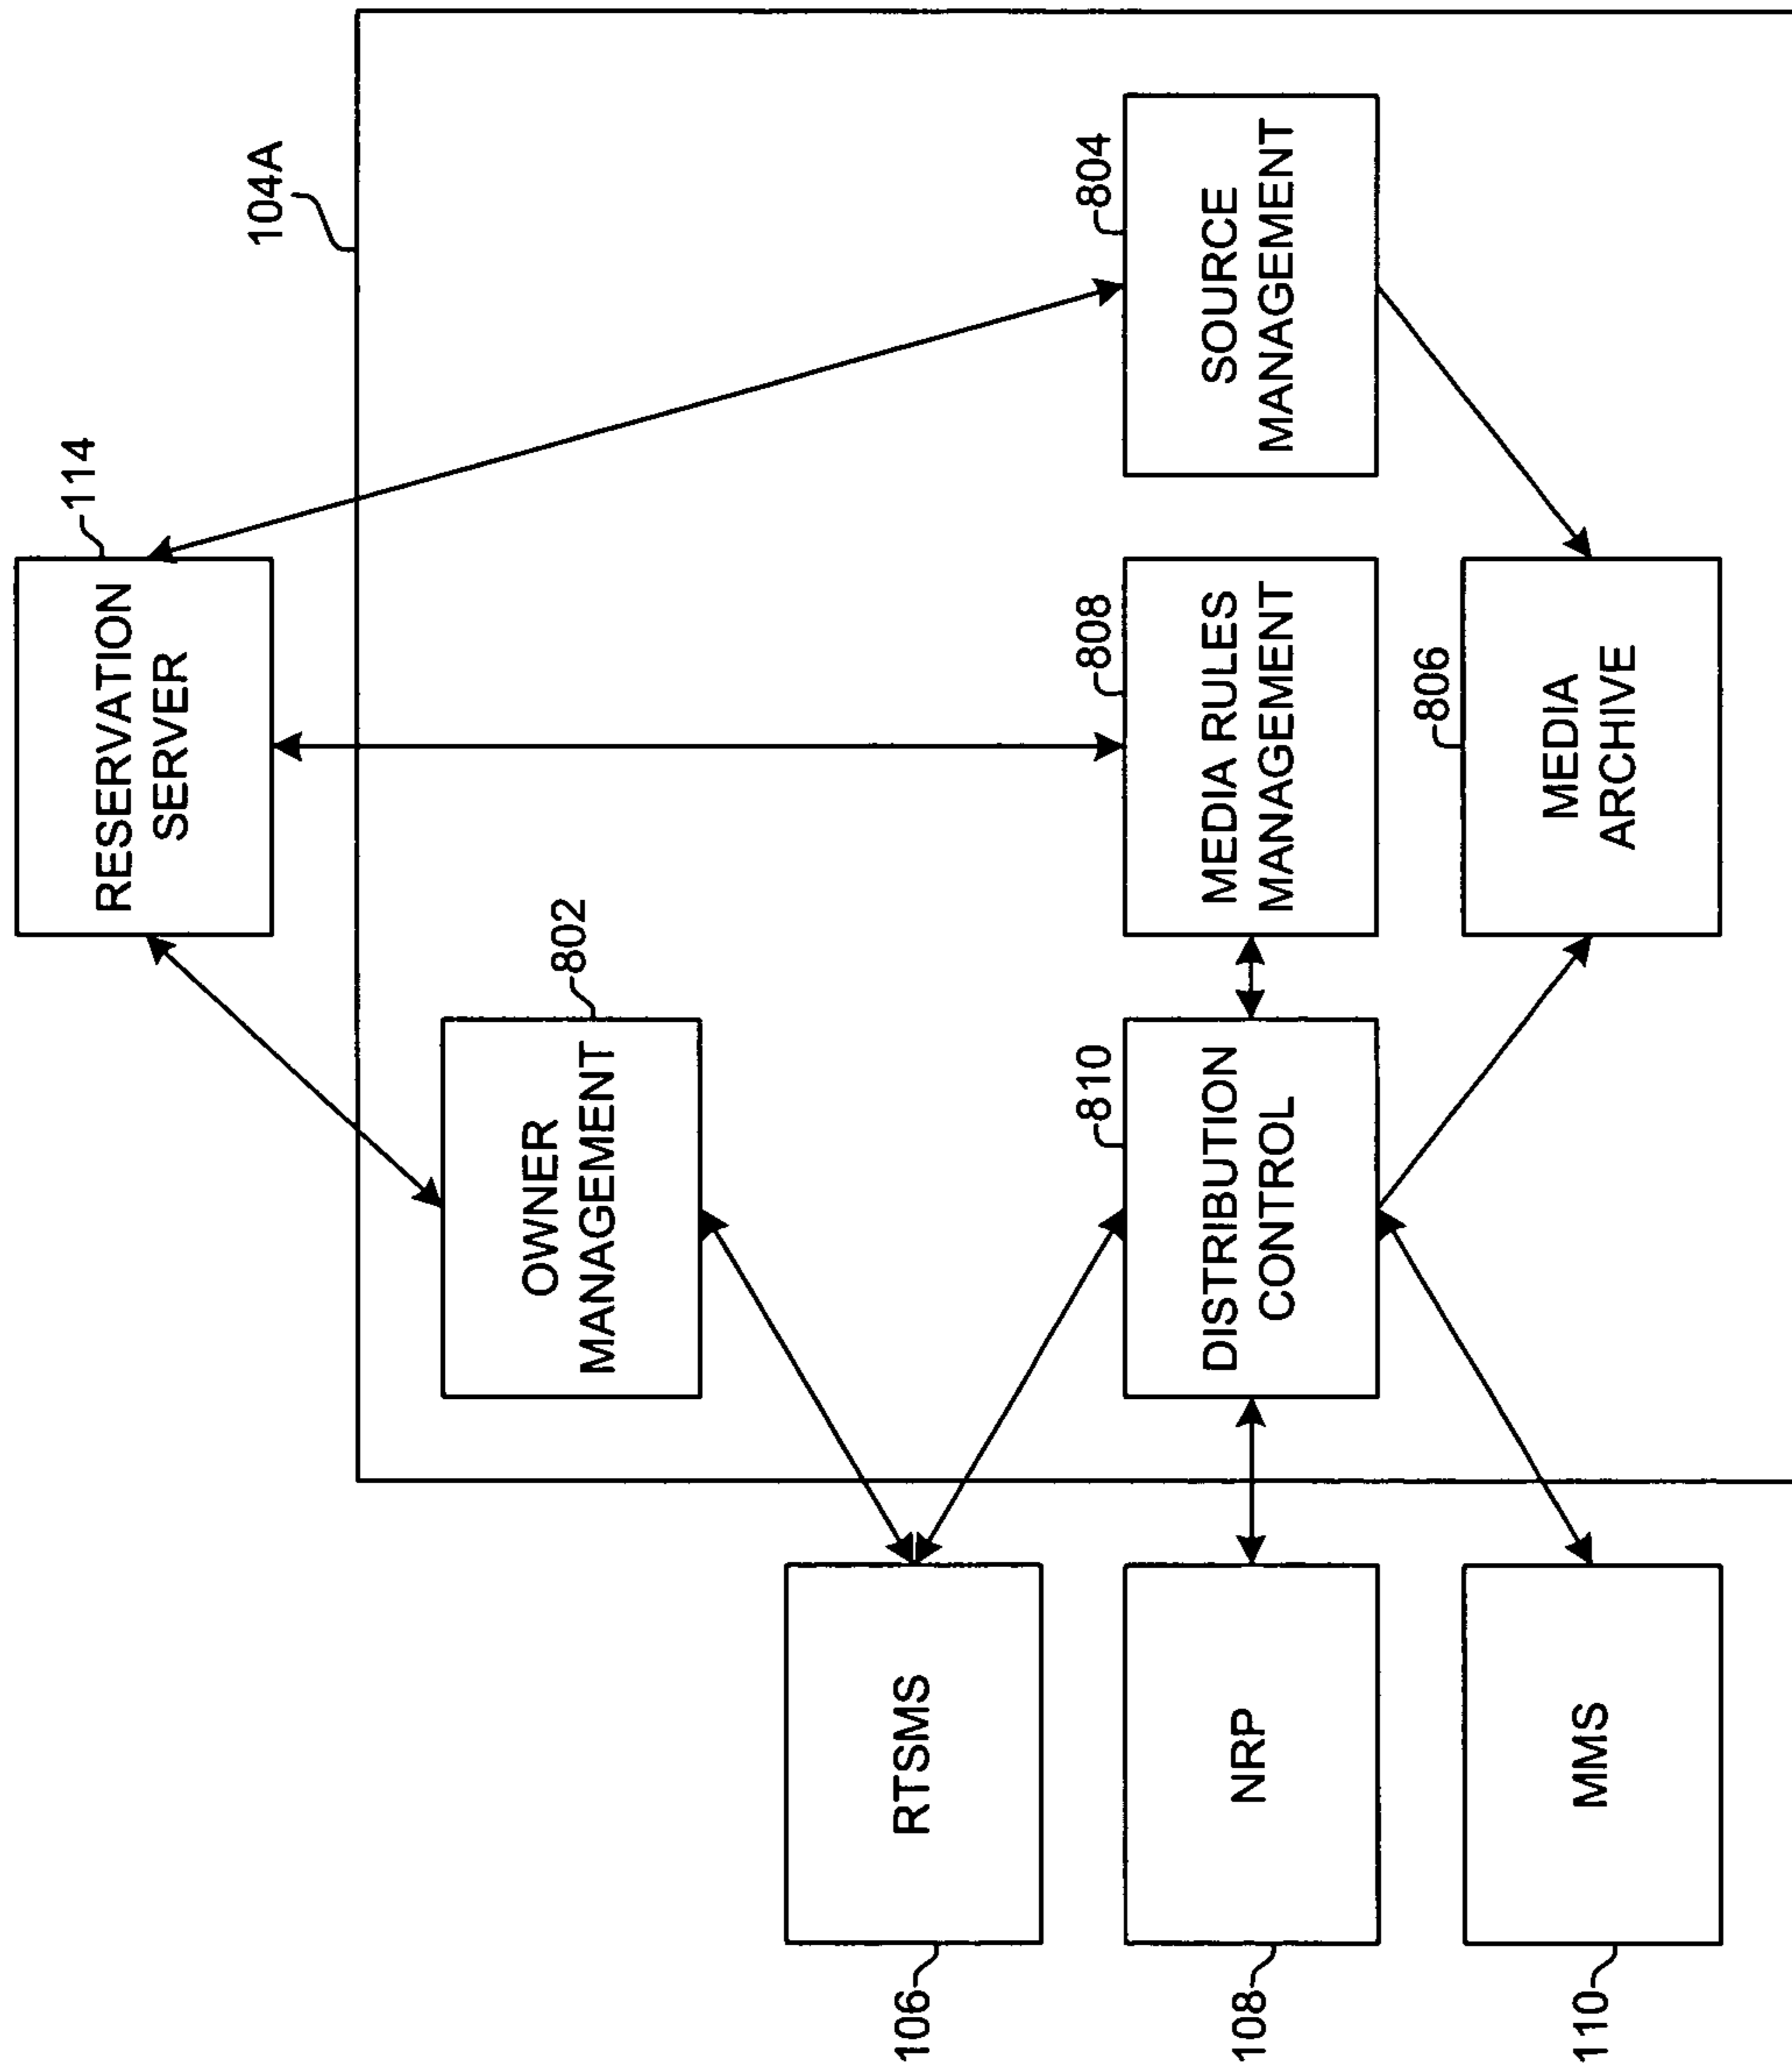 104A
RESERVATION
SERVER
114
OWNER
MANAGEMENT
802
RTSMS
106
DISTRIBUTION
CONTROL
810
MEDIA RULES
MANAGEMENT
808
SOURCE
MANAGEMENT
804
NRP
108
MMS
110
MEDIA
ARCHIVE
806